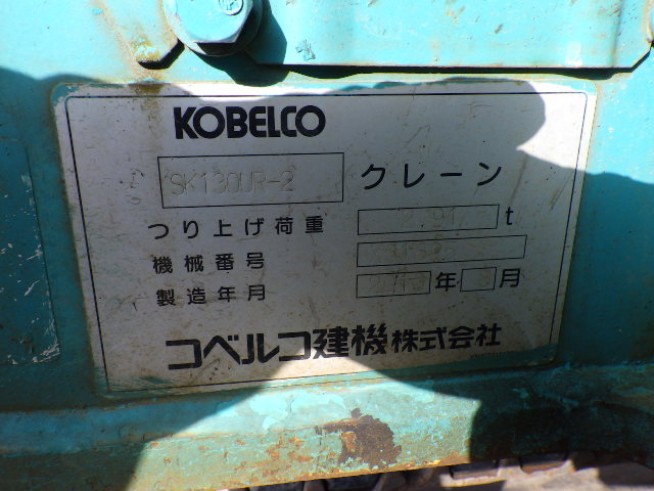 KOBELCO
SK130UR-2 クレーン
つり上げ荷重 t
機械番号
製造年月 年 月
コベルコ建機株式会社